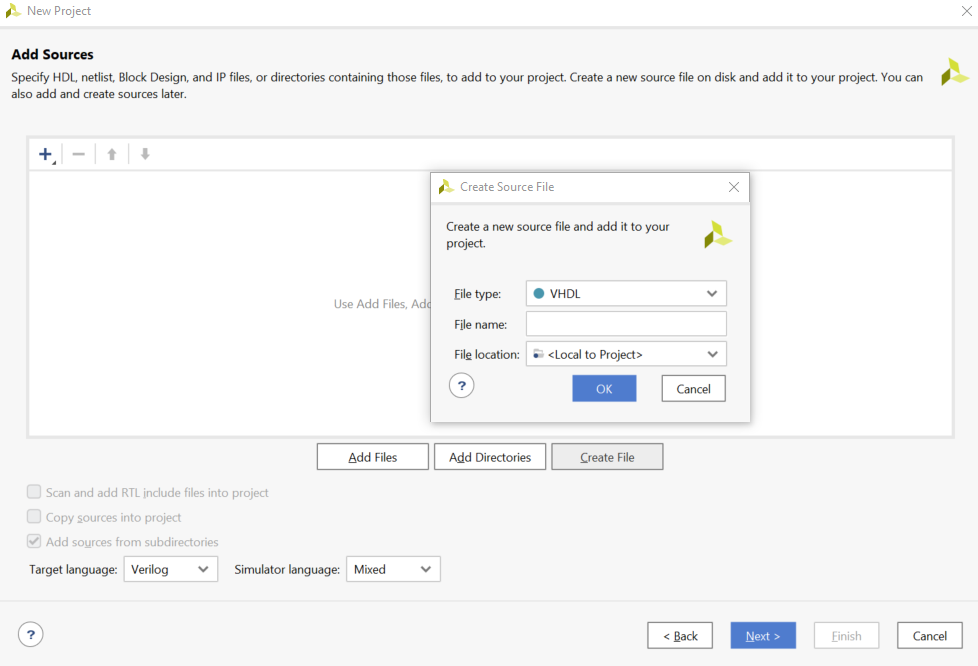 New Project
Add Sources
Specify HDL, netlist, Block Design, and IP files, or directories containing those files, to add to your project. Create a new source file on disk and add it to your project. You can
also add and create sources later.
Create Source File
Create a new source file and add it to your
project.
File type: VHDL
File name:
File location: <Local to Project>
?
OK
Cancel
Use Add Files, Add
Add Files
Add Directories
Create File
Scan and add RTL include files into project
Copy sources into project
Add sources from subdirectories
Target language: Verilog Simulator language: Mixed
?
< Back
Next >
Finish
Cancel